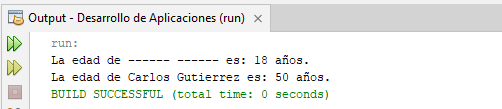 Output - Desarrollo de Aplicaciones (run)
run:
La edad de ------ ------ es: 18 años.
La edad de Carlos Gutierrez es: 50 años.
BUILD SUCCESSFUL (total time: 0 seconds)